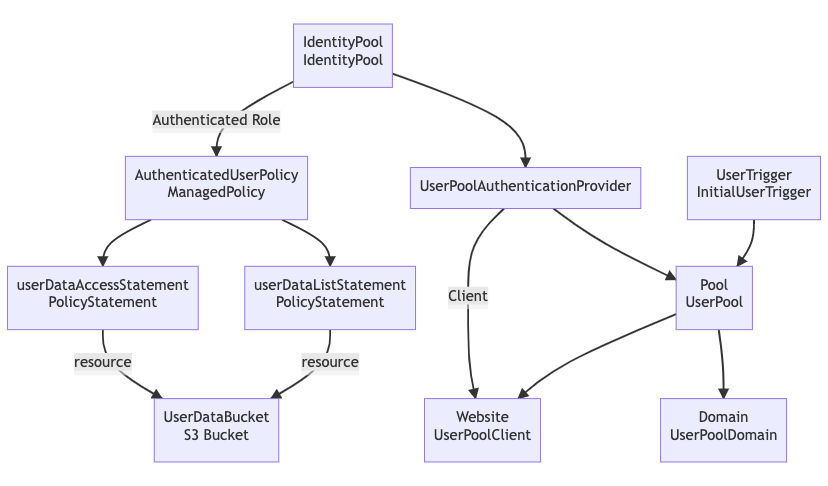 IdentityPool
IdentityPool
Authenticated Role
AuthenticatedUserPolicy
ManagedPolicy
UserPoolAuthenticationProvider
UserTrigger
InitialUserTrigger
userDataAccessStatement
PolicyStatement
userDataListStatement
PolicyStatement
Client
Pool
UserPool
resource
resource
UserDataBucket
S3 Bucket
Website
UserPoolClient
Domain
UserPoolDomain